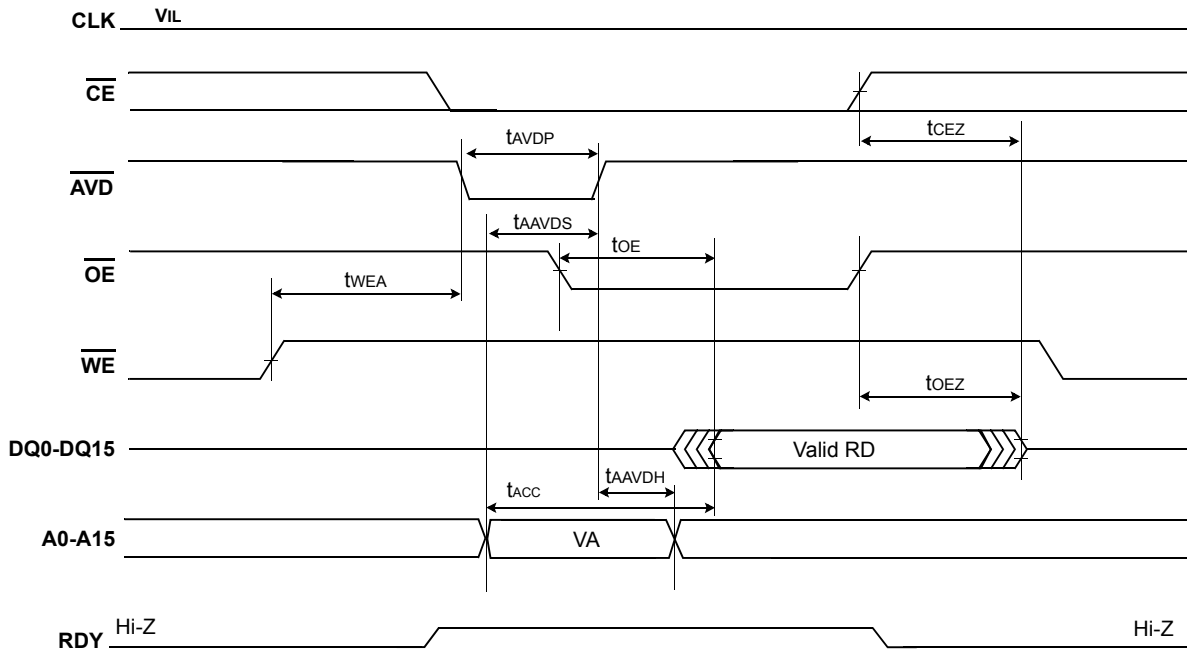 CLK VIL
CE
tCEZ
tAVDP
AVD
tAAVDS
tOE
OE
tWEA
WE
tOEZ
DQ0-DQ15 Valid RD
tAAVDH
tACC
A0-A15 VA
Hi-Z Hi-Z
RDY